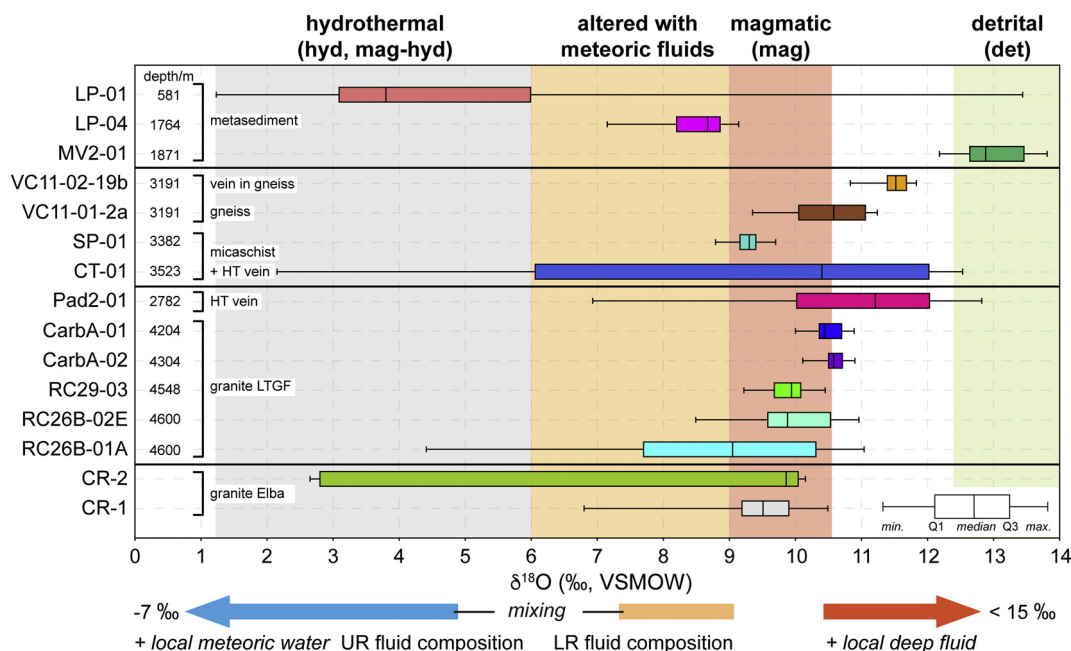 hydrothermal
(hyd, mag-hyd)
altered with
meteoric fluids
magmatic
(mag)
detrital
(det)
depth/m
LP-01 581
LP-04 1764 metasediment
MV2-01 1871
VC11-02-19b 3191 vein in gneiss
VC11-01-2a 3191 gneiss
SP-01 3382
micaschist
CT-01 3523 + HT vein
Pad2-01 2782 HT vein
CarbA-01 4204
CarbA-02 4304
RC29-03 4548 granite LTGF
RC26B-02E 4600
RC26B-01A 4600
CR-2
granite Elba
CR-1
min. Q1 median Q3 max.
0 1 2 3 4 5 6 7 8 9 10 11 12 13 14
δ¹⁸O (‰, VSMOW)
-7 ‰ mixing < 15 ‰
+ local meteoric water UR fluid composition LR fluid composition + local deep fluid